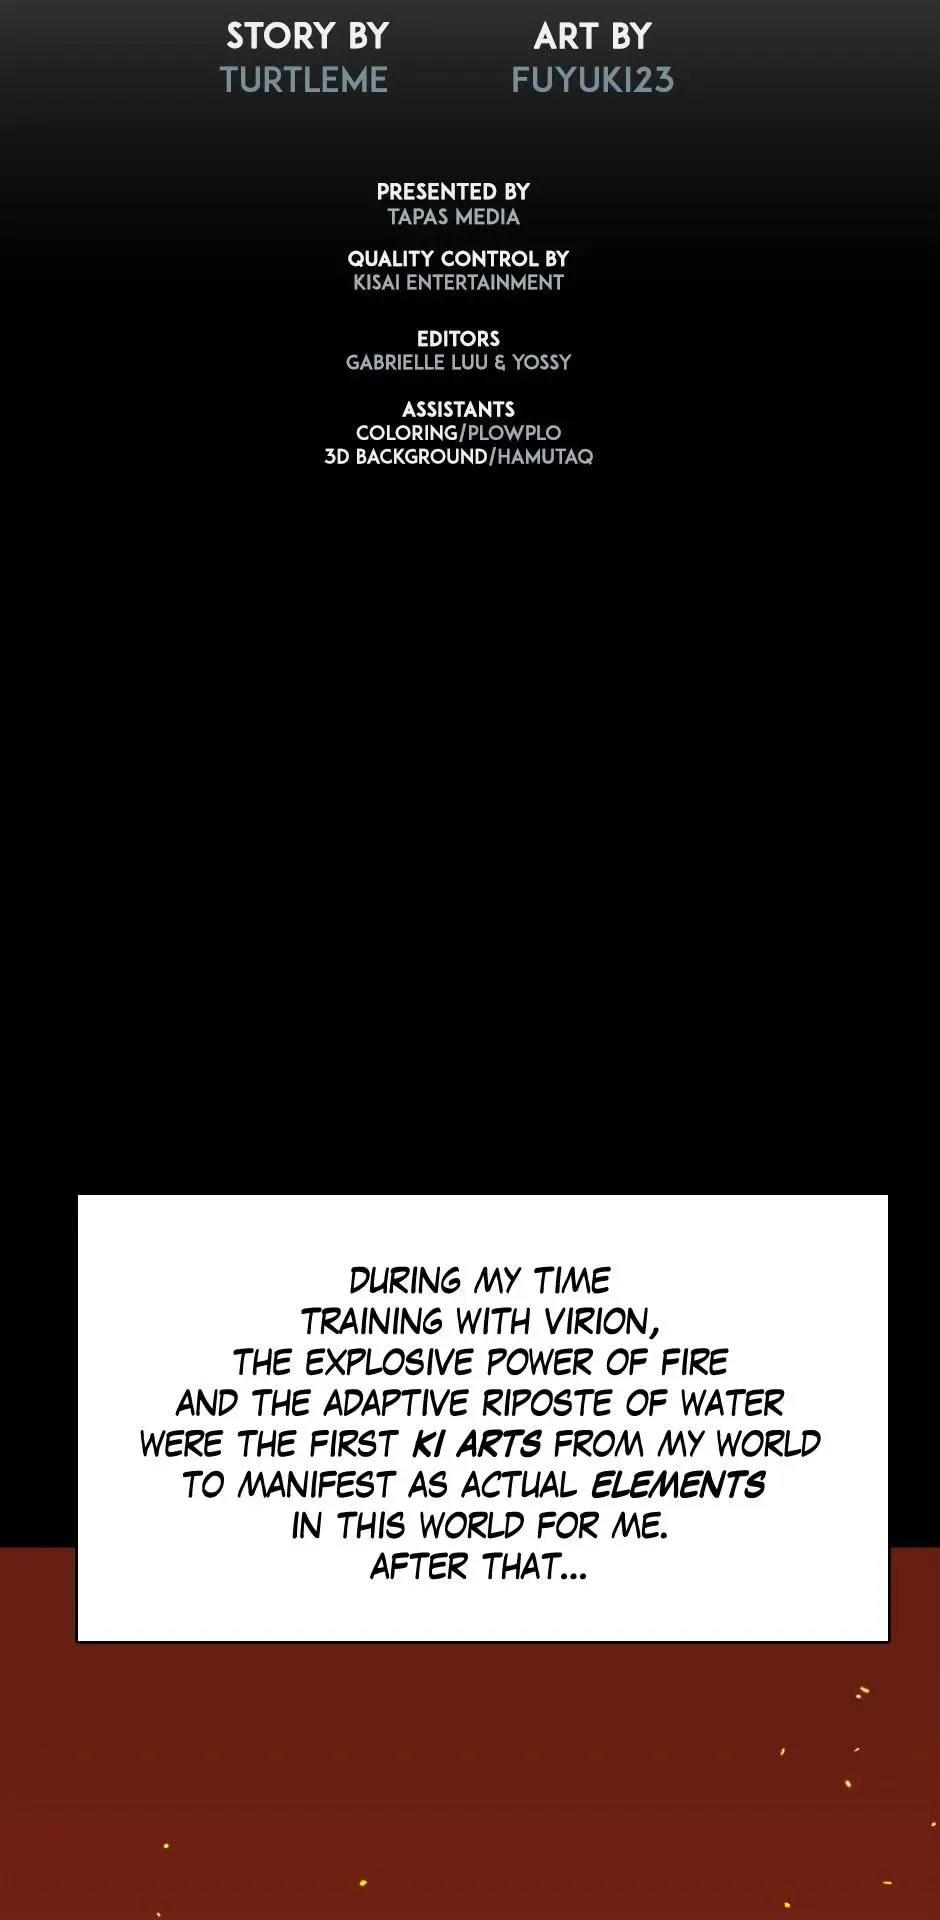 STORY BY
TURTLEME
ART BY
FUYUKI23
PRESENTED BY
TAPAS MEDIA
QUALITY CONTROL BY
KISAI ENTERTAINMENT
EDITORS
GABRIELLE LUU & YOSSY
ASSISTANTS
COLORING/PLOWPLO
3D BACKGROUND/HAMUTAQ
DURING MY TIME
TRAINING WITH VIRION,
THE EXPLOSIVE POWER OF FIRE
AND THE ADAPTIVE RIPOSTE OF WATER
WERE THE FIRST KI ARTS FROM MY WORLD
TO MANIFEST AS ACTUAL ELEMENTS
IN THIS WORLD FOR ME.
AFTER THAT...